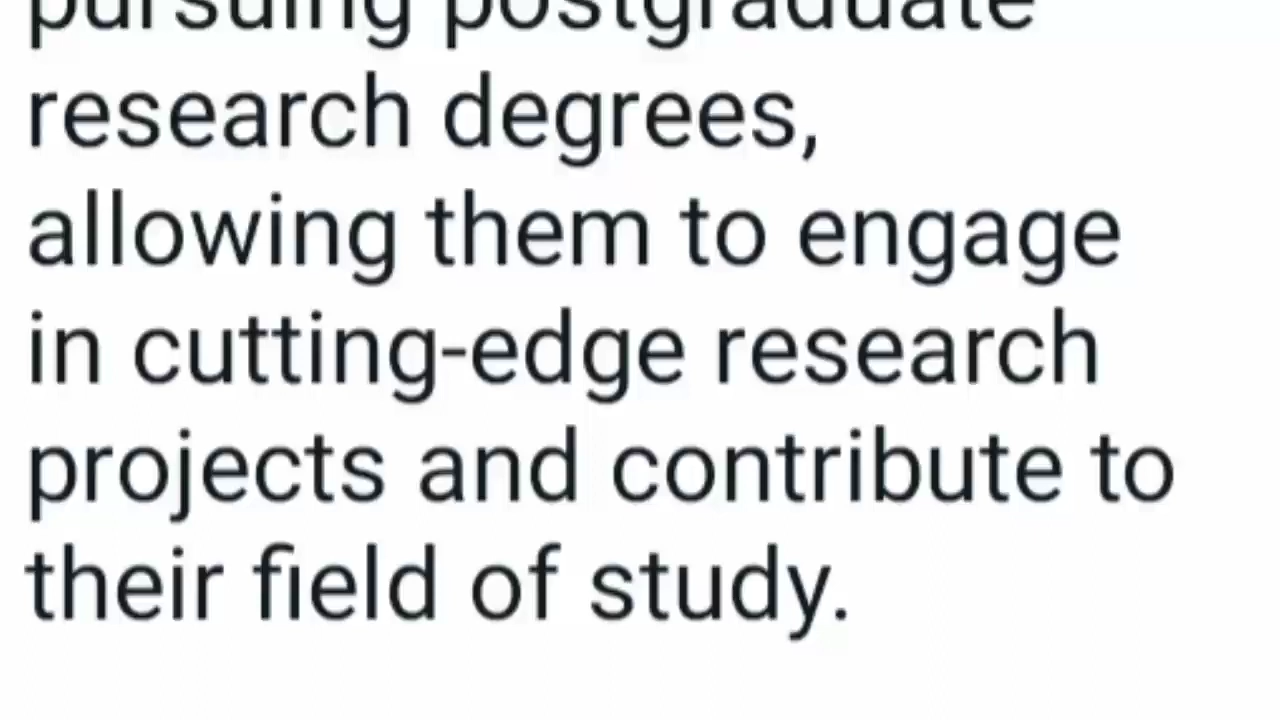 pursuing postgraduate
research degrees,
allowing them to engage
in cutting-edge research
projects and contribute to
their field of study.